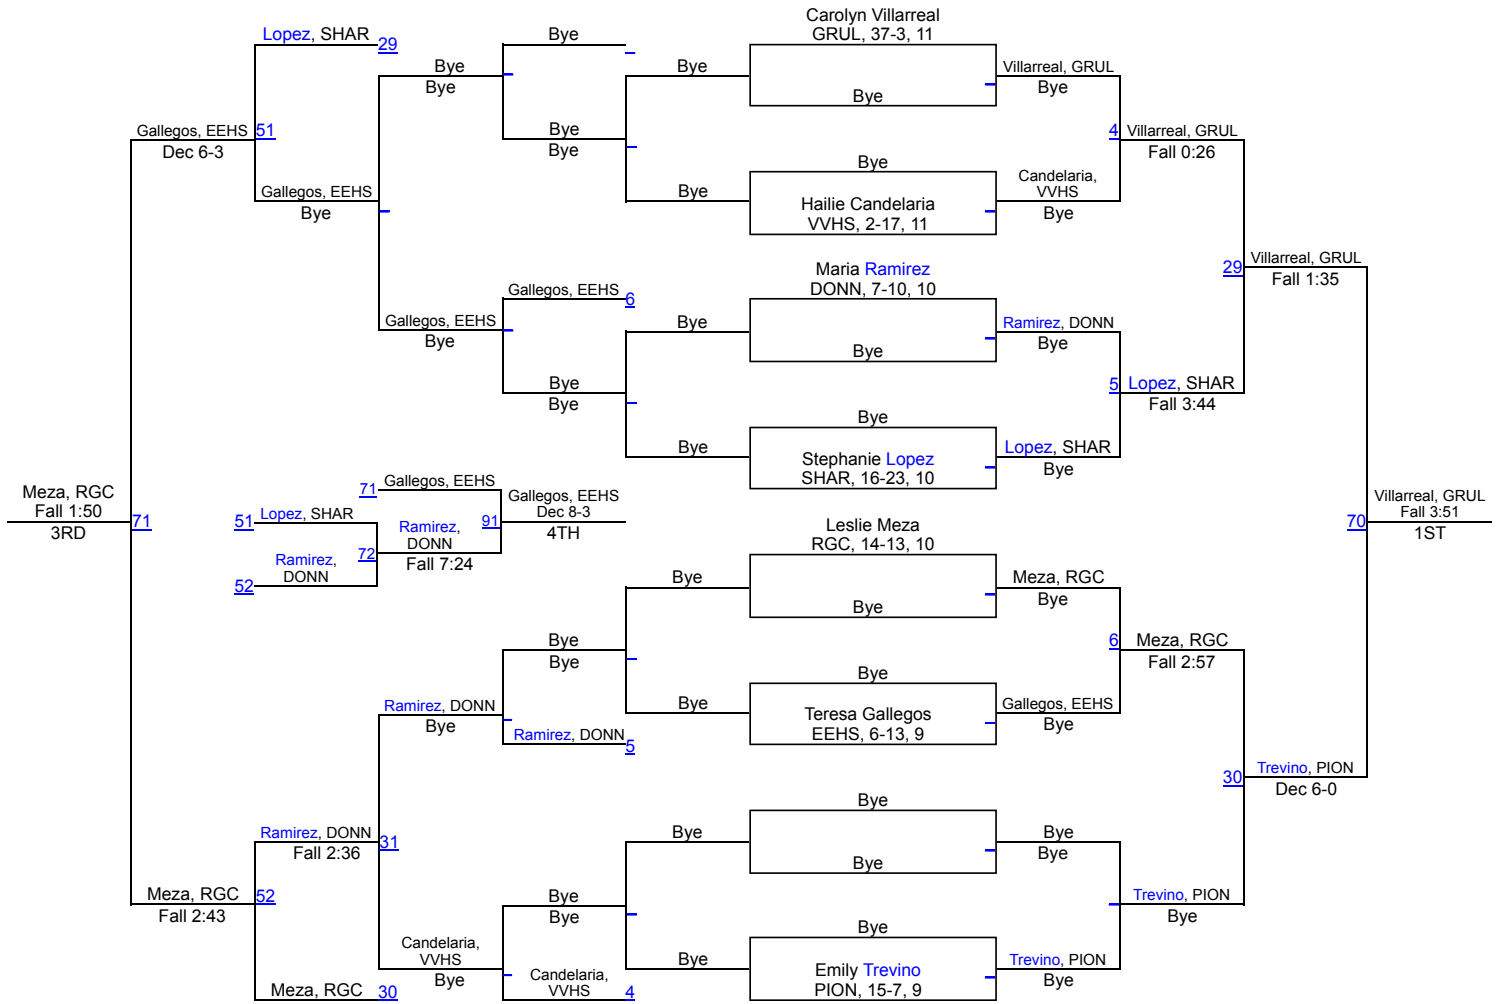 Carolyn Villarreal
GRUL, 37-3, 11
Lopez, SHAR
29
Bye
Bye
Bye
Bye
Villarreal, GRUL
Bye
Bye
Gallegos, EEHS
51
Dec 6-3
Bye
Bye
4
Villarreal, GRUL
Fall 0:26
Bye
Gallegos, EEHS
Bye
Bye
Hailie Candelaria
VVHS, 2-17, 11
Candelaria,
VVHS
Bye
Maria Ramirez
DONN, 7-10, 10
29
Villarreal, GRUL
Fall 1:35
Gallegos, EEHS
6
Gallegos, EEHS
Bye
Bye
Bye
Ramirez, DONN
Bye
Bye
Bye
5
Lopez, SHAR
Fall 3:44
Bye
Bye
Stephanie Lopez
SHAR, 16-23, 10
Lopez, SHAR
Bye
Meza, RGC
Fall 1:50
3RD
71
71
Gallegos, EEHS
51
Lopez, SHAR
Ramirez,
DONN
Fall 7:24
72
Ramirez,
DONN
52
91
Gallegos, EEHS
Dec 8-3
4TH
70
Villarreal, GRUL
Fall 3:51
1ST
Leslie Meza
RGC, 14-13, 10
Bye
Bye
Meza, RGC
Bye
Bye
Bye
6
Meza, RGC
Fall 2:57
Bye
Ramirez, DONN
Bye
Ramirez, DONN
5
Bye
Teresa Gallegos
EEHS, 6-13, 9
Gallegos, EEHS
Bye
30
Trevino, PION
Dec 6-0
Bye
Ramirez, DONN
Fall 2:36
31
Bye
Bye
Bye
Bye
Meza, RGC
Fall 2:43
52
Bye
Bye
Trevino, PION
Bye
Bye
Candelaria,
VVHS
Bye
Candelaria,
VVHS
4
Bye
Emily Trevino
PION, 15-7, 9
Trevino, PION
Bye
Meza, RGC
30